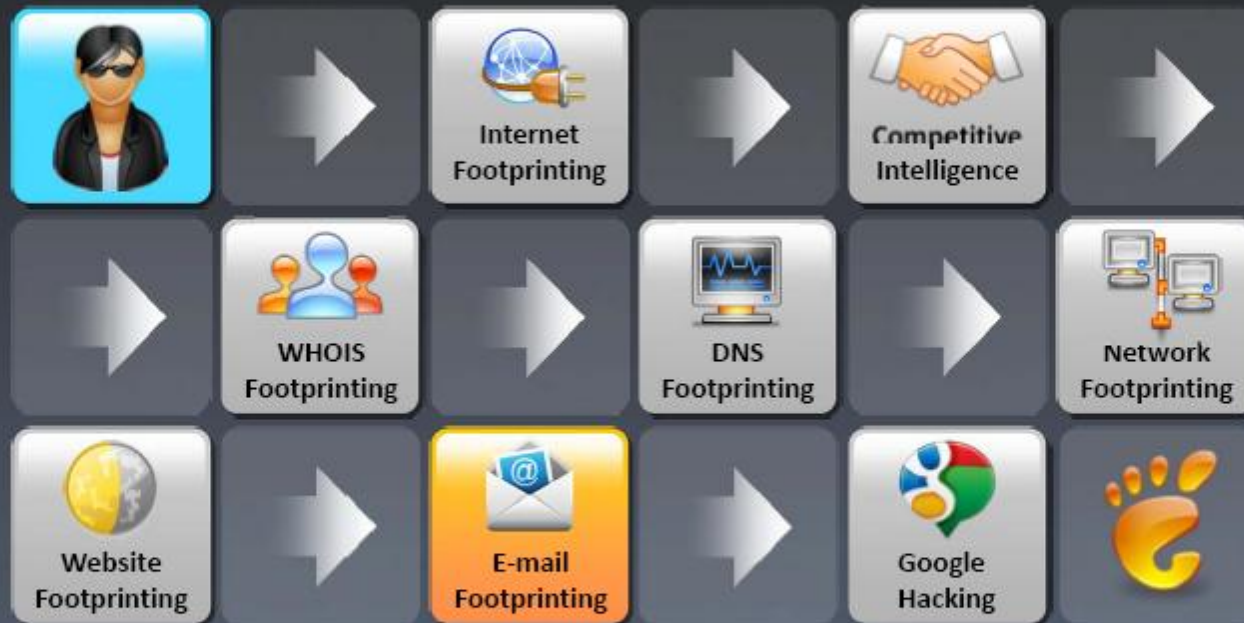 Internet
Footprinting
Competitive
Intelligence
WHOIS
Footprinting
DNS
Footprinting
Network
Footprinting
Website
Footprinting
@
E-mail
Footprinting
Google
Hacking